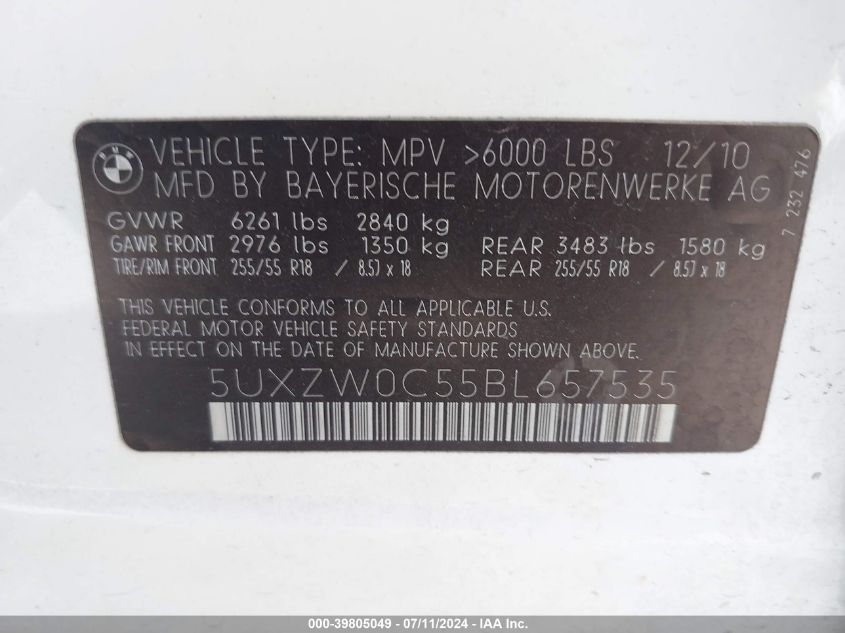 BMW
VEHICLE TYPE: MPV >6000 LBS 12/10
MFD BY BAYERISCHE MOTORENWERKE AG
GVWR 6261 lbs 2840 kg
GAWR FRONT 2976 lbs 1350 kg REAR 3483 lbs 1580 kg
TIRE/RIM FRONT 255/55 R18 / 8.5J x 18 REAR 255/55 R18 / 8.5J x 18
THIS VEHICLE CONFORMS TO ALL APPLICABLE U.S.
FEDERAL MOTOR VEHICLE SAFETY STANDARDS
IN EFFECT ON THE DATE OF MANUFACTURE SHOWN ABOVE.
5UXZW0C55BL657535
7 232 476
000-39805049 - 07/11/2024 - IAA Inc.